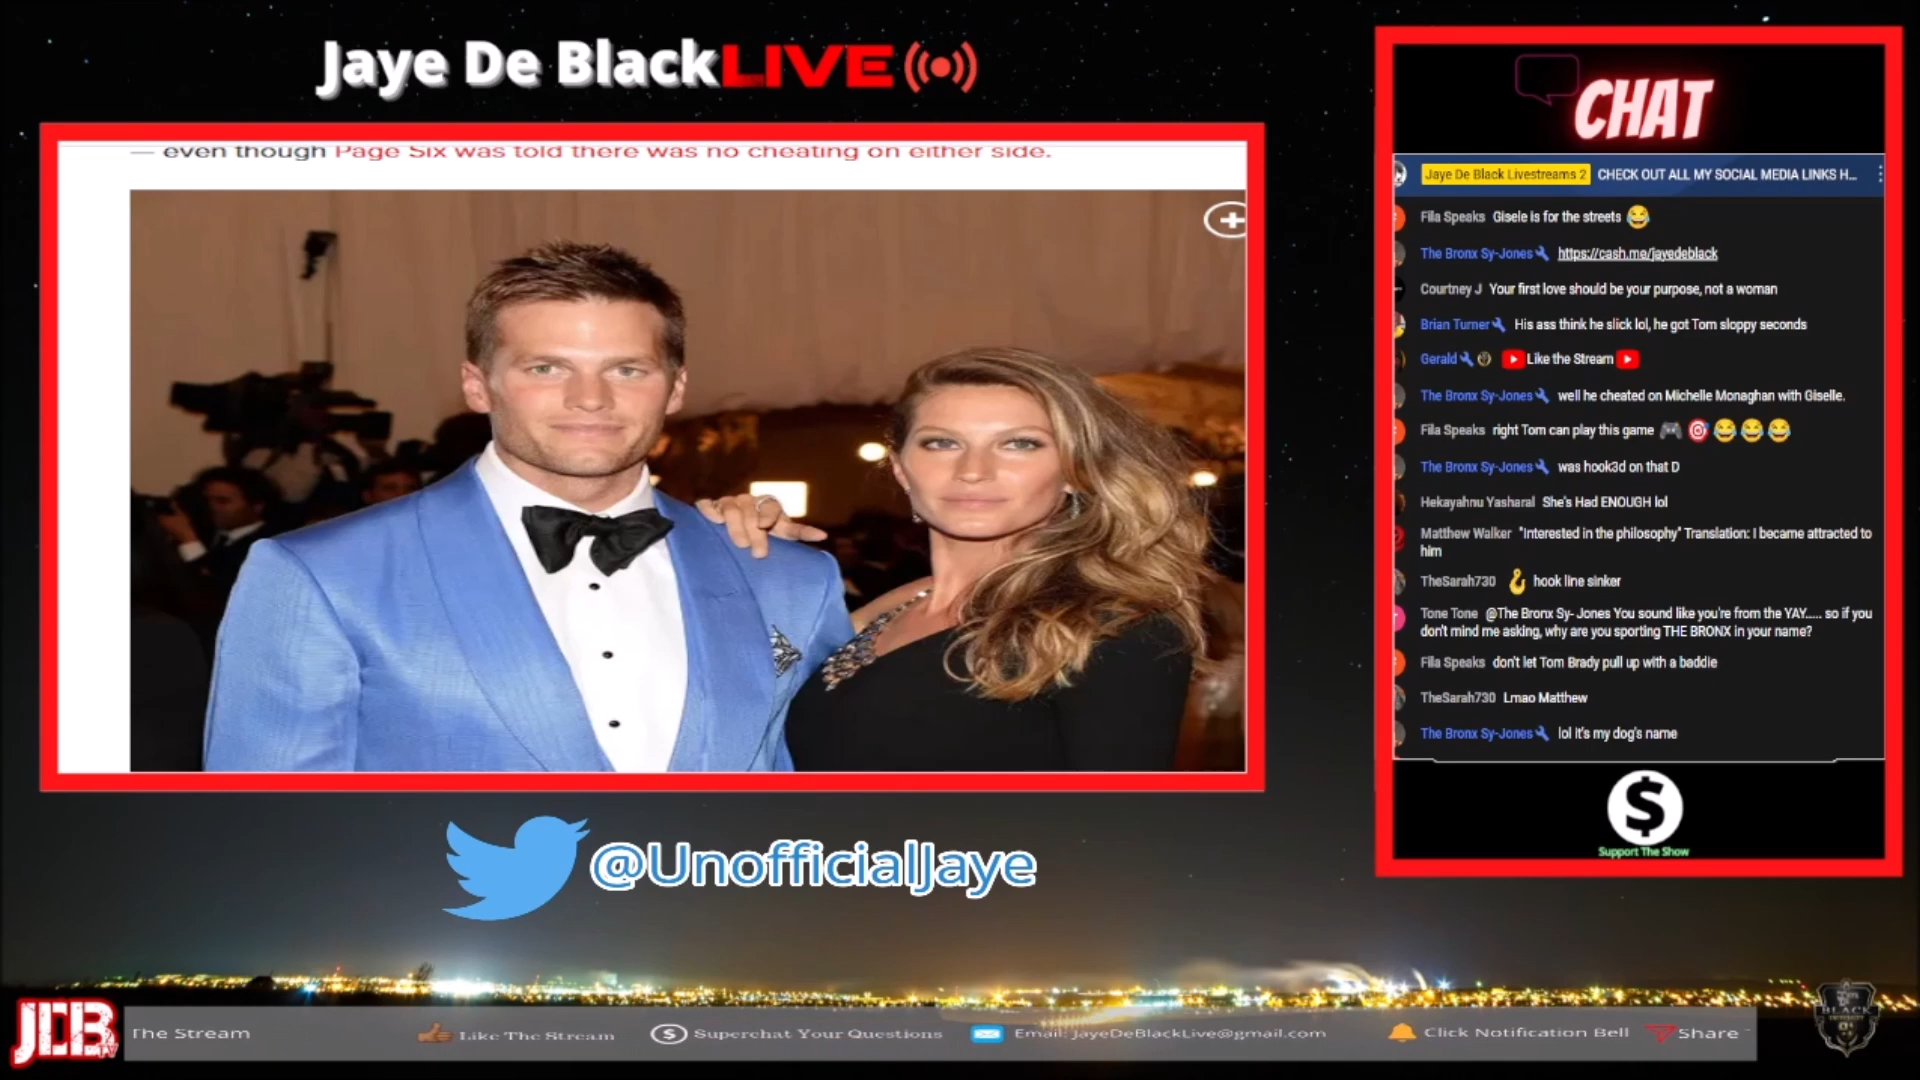 Jaye De Black LIVE
— even though Page Six was told there was no cheating on either side.
@UnofficialJaye
CHAT
Jaye De Black Livestreams 2 CHECK OUT ALL MY SOCIAL MEDIA LINKS H...
Fila Speaks Gisele is for the streets 😂
The Bronx Sy-Jones https://cash.me/jayedeblack
Courtney J Your first love should be your purpose, not a woman
Brian Turner His ass think he slick lol, he got Tom sloppy seconds
Gerald Like the Stream
The Bronx Sy-Jones well he cheated on Michelle Monaghan with Giselle.
Fila Speaks right Tom can play this game 🎮 🎯 😂 😂 😂
The Bronx Sy-Jones was hook3d on that D
Hekayahnu Yasharal She's Had ENOUGH lol
Matthew Walker "Interested in the philosophy" Translation: I became attracted to
him
TheSarah730 🪝 hook line sinker
Tone Tone @The Bronx Sy- Jones You sound like you're from the YAY..... so if you
don't mind me asking, why are you sporting THE BRONX in your name?
Fila Speaks don't let Tom Brady pull up with a baddie
TheSarah730 Lmao Matthew
The Bronx Sy-Jones lol it's my dog's name
$
Support The Show
The Stream Like The Stream $ Superchat Your Questions Email: JayeDeBlackLive@gmail.com Click Notification Bell Share
BLACK